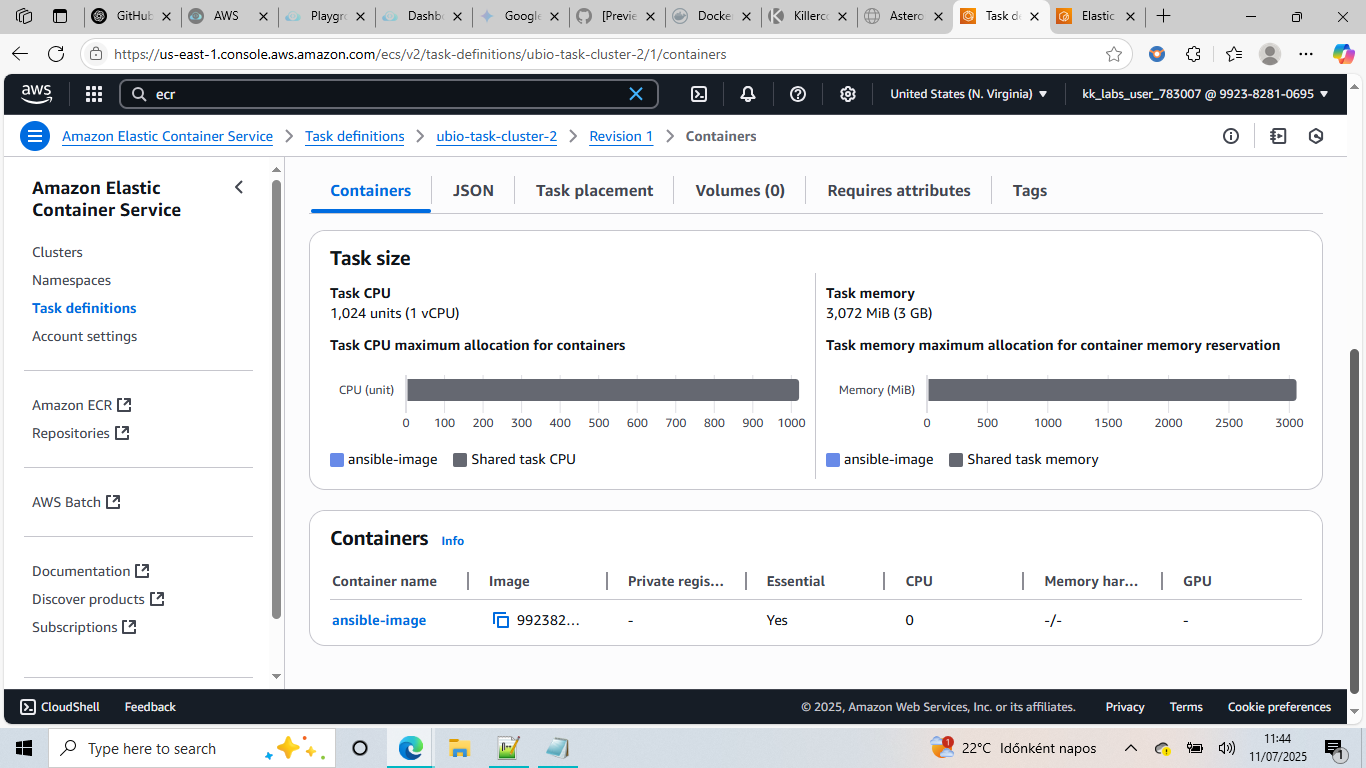 GitHub
AWS
Playgr
Dashb
Google
[Previe
Docke
Killerco
Astero
Task de
Elastic
https://us-east-1.console.aws.amazon.com/ecs/v2/task-definitions/ubio-task-cluster-2/1/containers
aws
ecr
United States (N. Virginia)
kk_labs_user_783007 @ 9923-8281-0695
Amazon Elastic Container Service
Task definitions
ubio-task-cluster-2
Revision 1
Containers
Amazon Elastic
Container Service
Clusters
Namespaces
Task definitions
Account settings
Amazon ECR
Repositories
AWS Batch
Documentation
Discover products
Subscriptions
Containers
JSON
Task placement
Volumes (0)
Requires attributes
Tags
Task size
Task CPU
1,024 units (1 vCPU)
Task CPU maximum allocation for containers
CPU (unit)
0 100 200 300 400 500 600 700 800 900 1000
ansible-image Shared task CPU
Task memory
3,072 MiB (3 GB)
Task memory maximum allocation for container memory reservation
Memory (MiB)
0 500 1000 1500 2000 2500 3000
ansible-image Shared task memory
Containers Info
Container name Image Private regis... Essential CPU Memory har... GPU
ansible-image 992382... - Yes 0 -/- -
CloudShell Feedback
© 2025, Amazon Web Services, Inc. or its affiliates. Privacy Terms Cookie preferences
Type here to search
1
22°C Időnként napos
11:44
11/07/2025
1